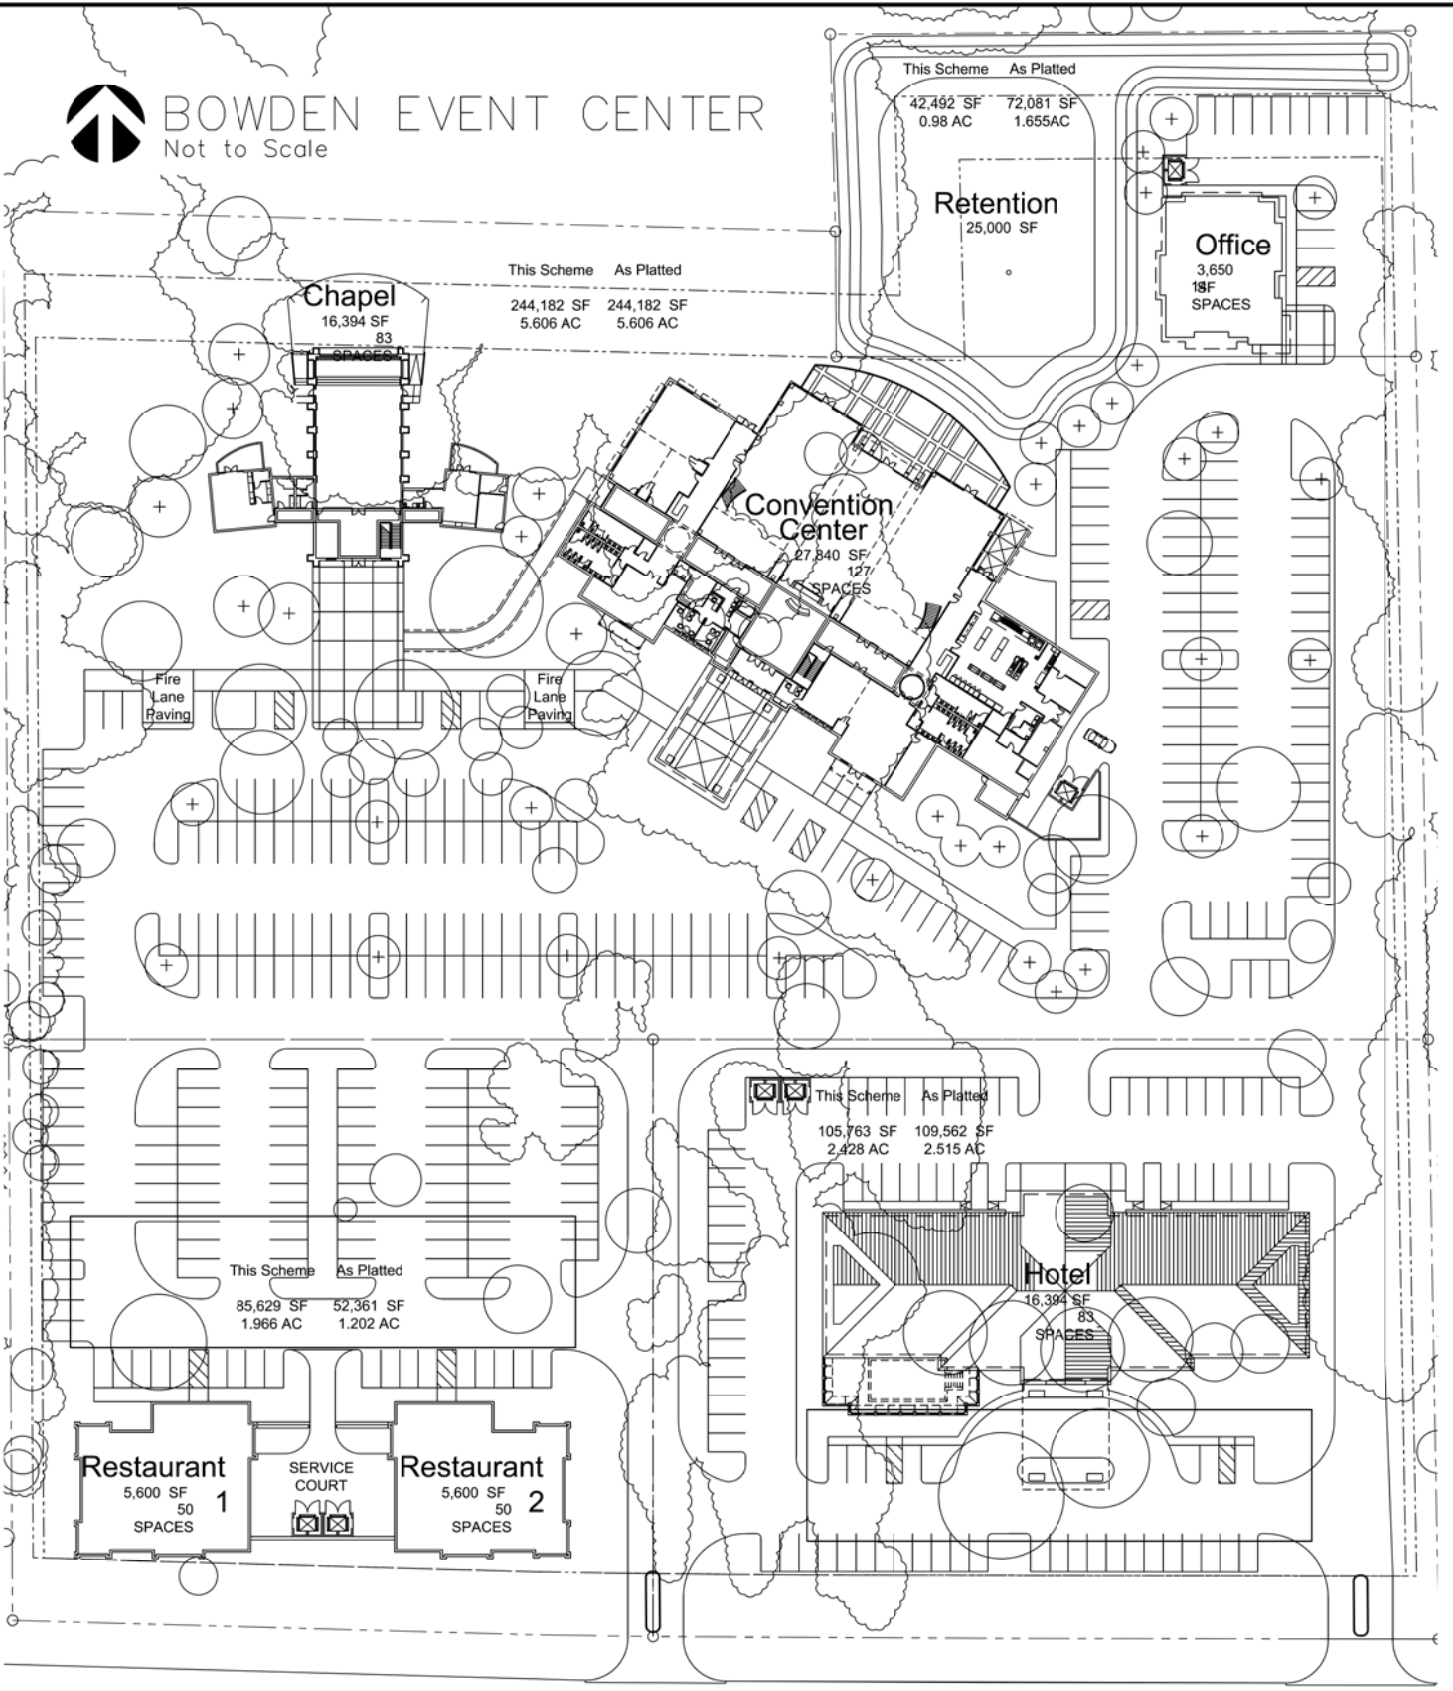 BOWDEN EVENT CENTER
Not to Scale
This Scheme As Platted
42,492 SF 72,081 SF
0.98 AC 1.655AC
Retention
25,000 SF
Office
3,650
SF
SPACES
This Scheme As Platted
244,182 SF 244,182 SF
5.606 AC 5.606 AC
Chapel
16,394 SF
83
SPACES
Convention
Center
27,840 SF
127
SPACES
Fire
Lane
Paving
Fire
Lane
Paving
This Scheme As Platted
105,763 SF 109,562 SF
2,428 AC 2.515 AC
This Scheme As Platted
85,629 SF 52,361 SF
1.966 AC 1.202 AC
Hotel
16,394 SF
83
SPACES
Restaurant
1
5,600 SF
50
SPACES
SERVICE
COURT
Restaurant
2
5,600 SF
50
SPACES